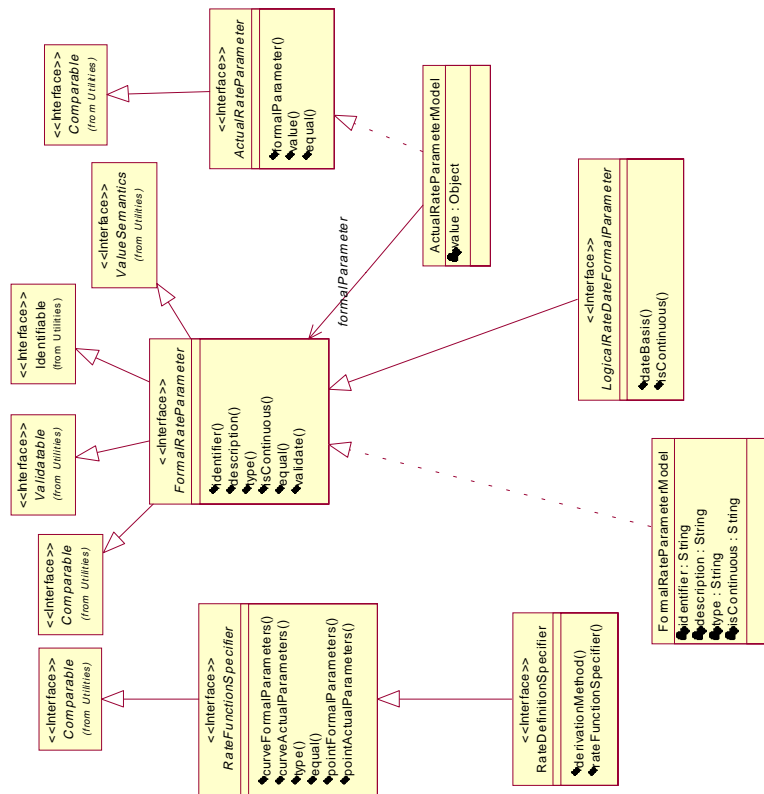 <<Interface>>
Comparable
(from Utilities)
<<Interface>>
RateFunctionSpecifier
curveFormalParameters()
curveActualParameters()
type()
equal()
pointFormalParameters()
pointActualParameters()
<<Interface>>
RateDefinitionSpecifier
derivationMethod()
rateFunctionSpecifier()
<<Interface>>
Comparable
(from Utilities)
<<Interface>>
Validatable
(from Utilities)
<<Interface>>
Identifiable
(from Utilities)
<<Interface>>
ValueSemantics
(from Utilities)
<<Interface>>
FormalRateParameter
identifier()
description()
type()
isContinuous()
equal()
validate()
FormalRateParameterModel
identifier : String
description : String
type : String
isContinuous : String
<<Interface>>
LogicalRateDateFormalParameter
dateBasis()
isContinuous()
<<Interface>>
Comparable
(from Utilities)
<<Interface>>
ActualRateParameter
formalParameter()
value()
equal()
formalParameter
ActualRateParameterModel
value : Object